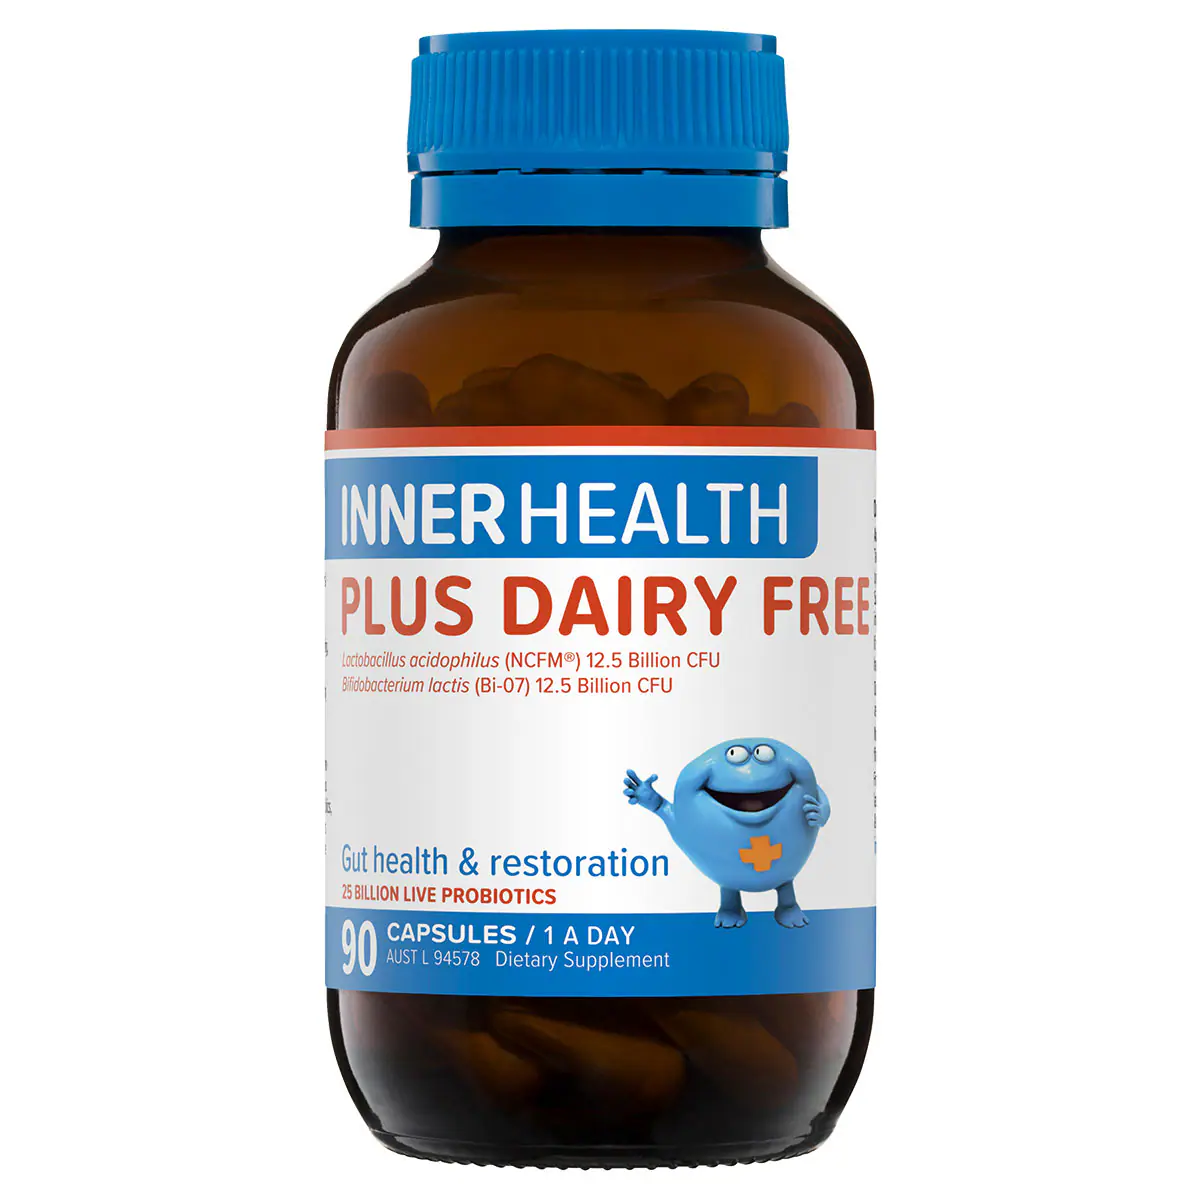 INNER HEALTH
PLUS DAIRY FREE
Lactobacillus acidophilus (NCFM®) 12.5 Billion CFU
Bifidobacterium lactis (Bi-07) 12.5 Billion CFU
Gut health & restoration
25 BILLION LIVE PROBIOTICS
90 CAPSULES / 1 A DAY
AUST L 94578 Dietary Supplement